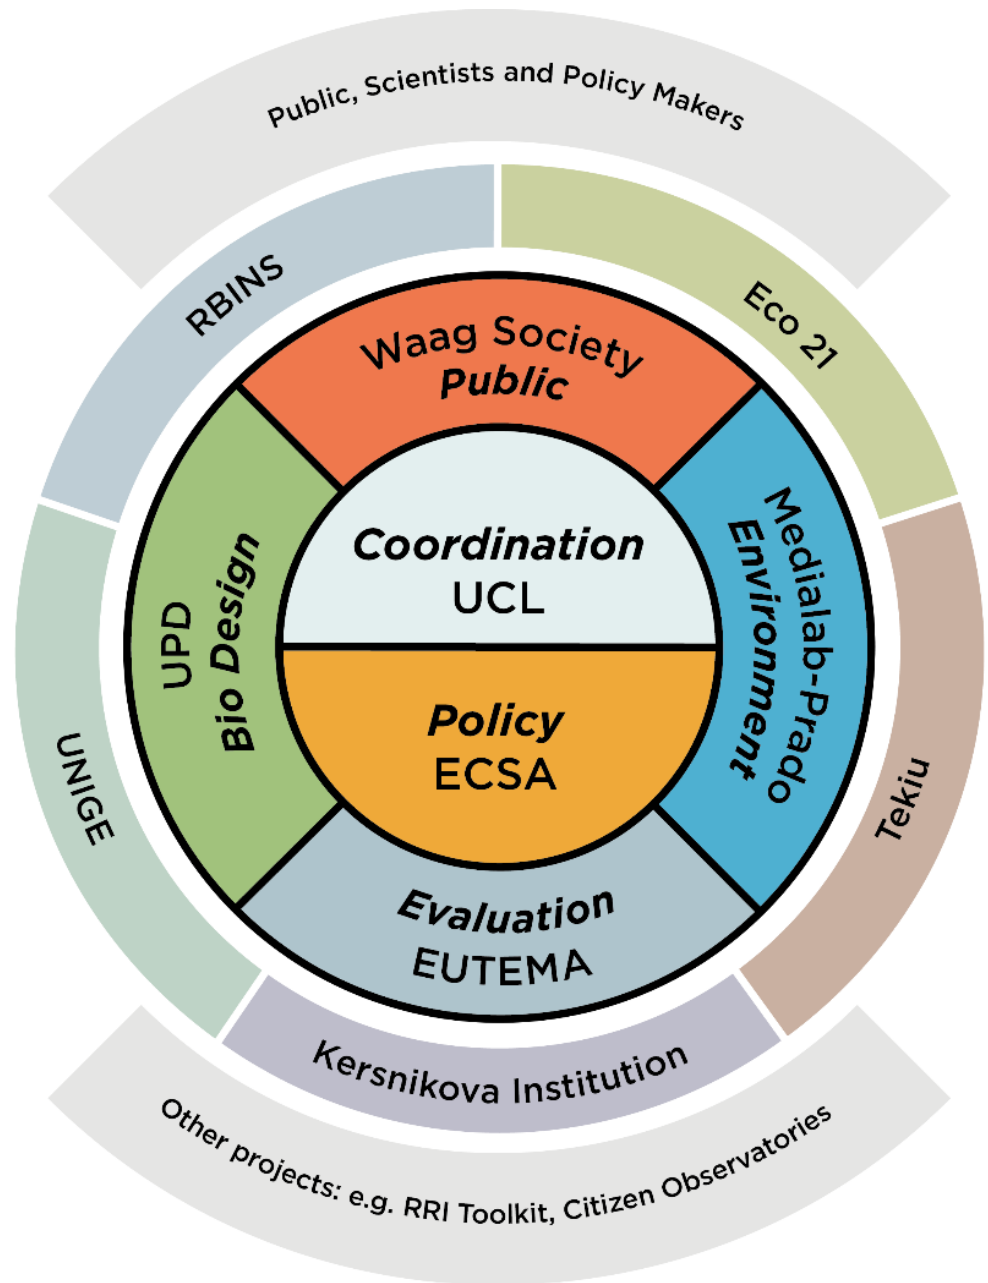 Public, Scientists and Policy Makers
RBINS
Eco 21
Waag Society
Public
UPD
Bio Design
Coordination
UCL
Policy
ECSA
Medialab-Prado
Environment
Evaluation
EUTEMA
UNIGE
Tekiu
Kersnikova Institution
Other projects: e.g. RRI Toolkit, Citizen Observatories